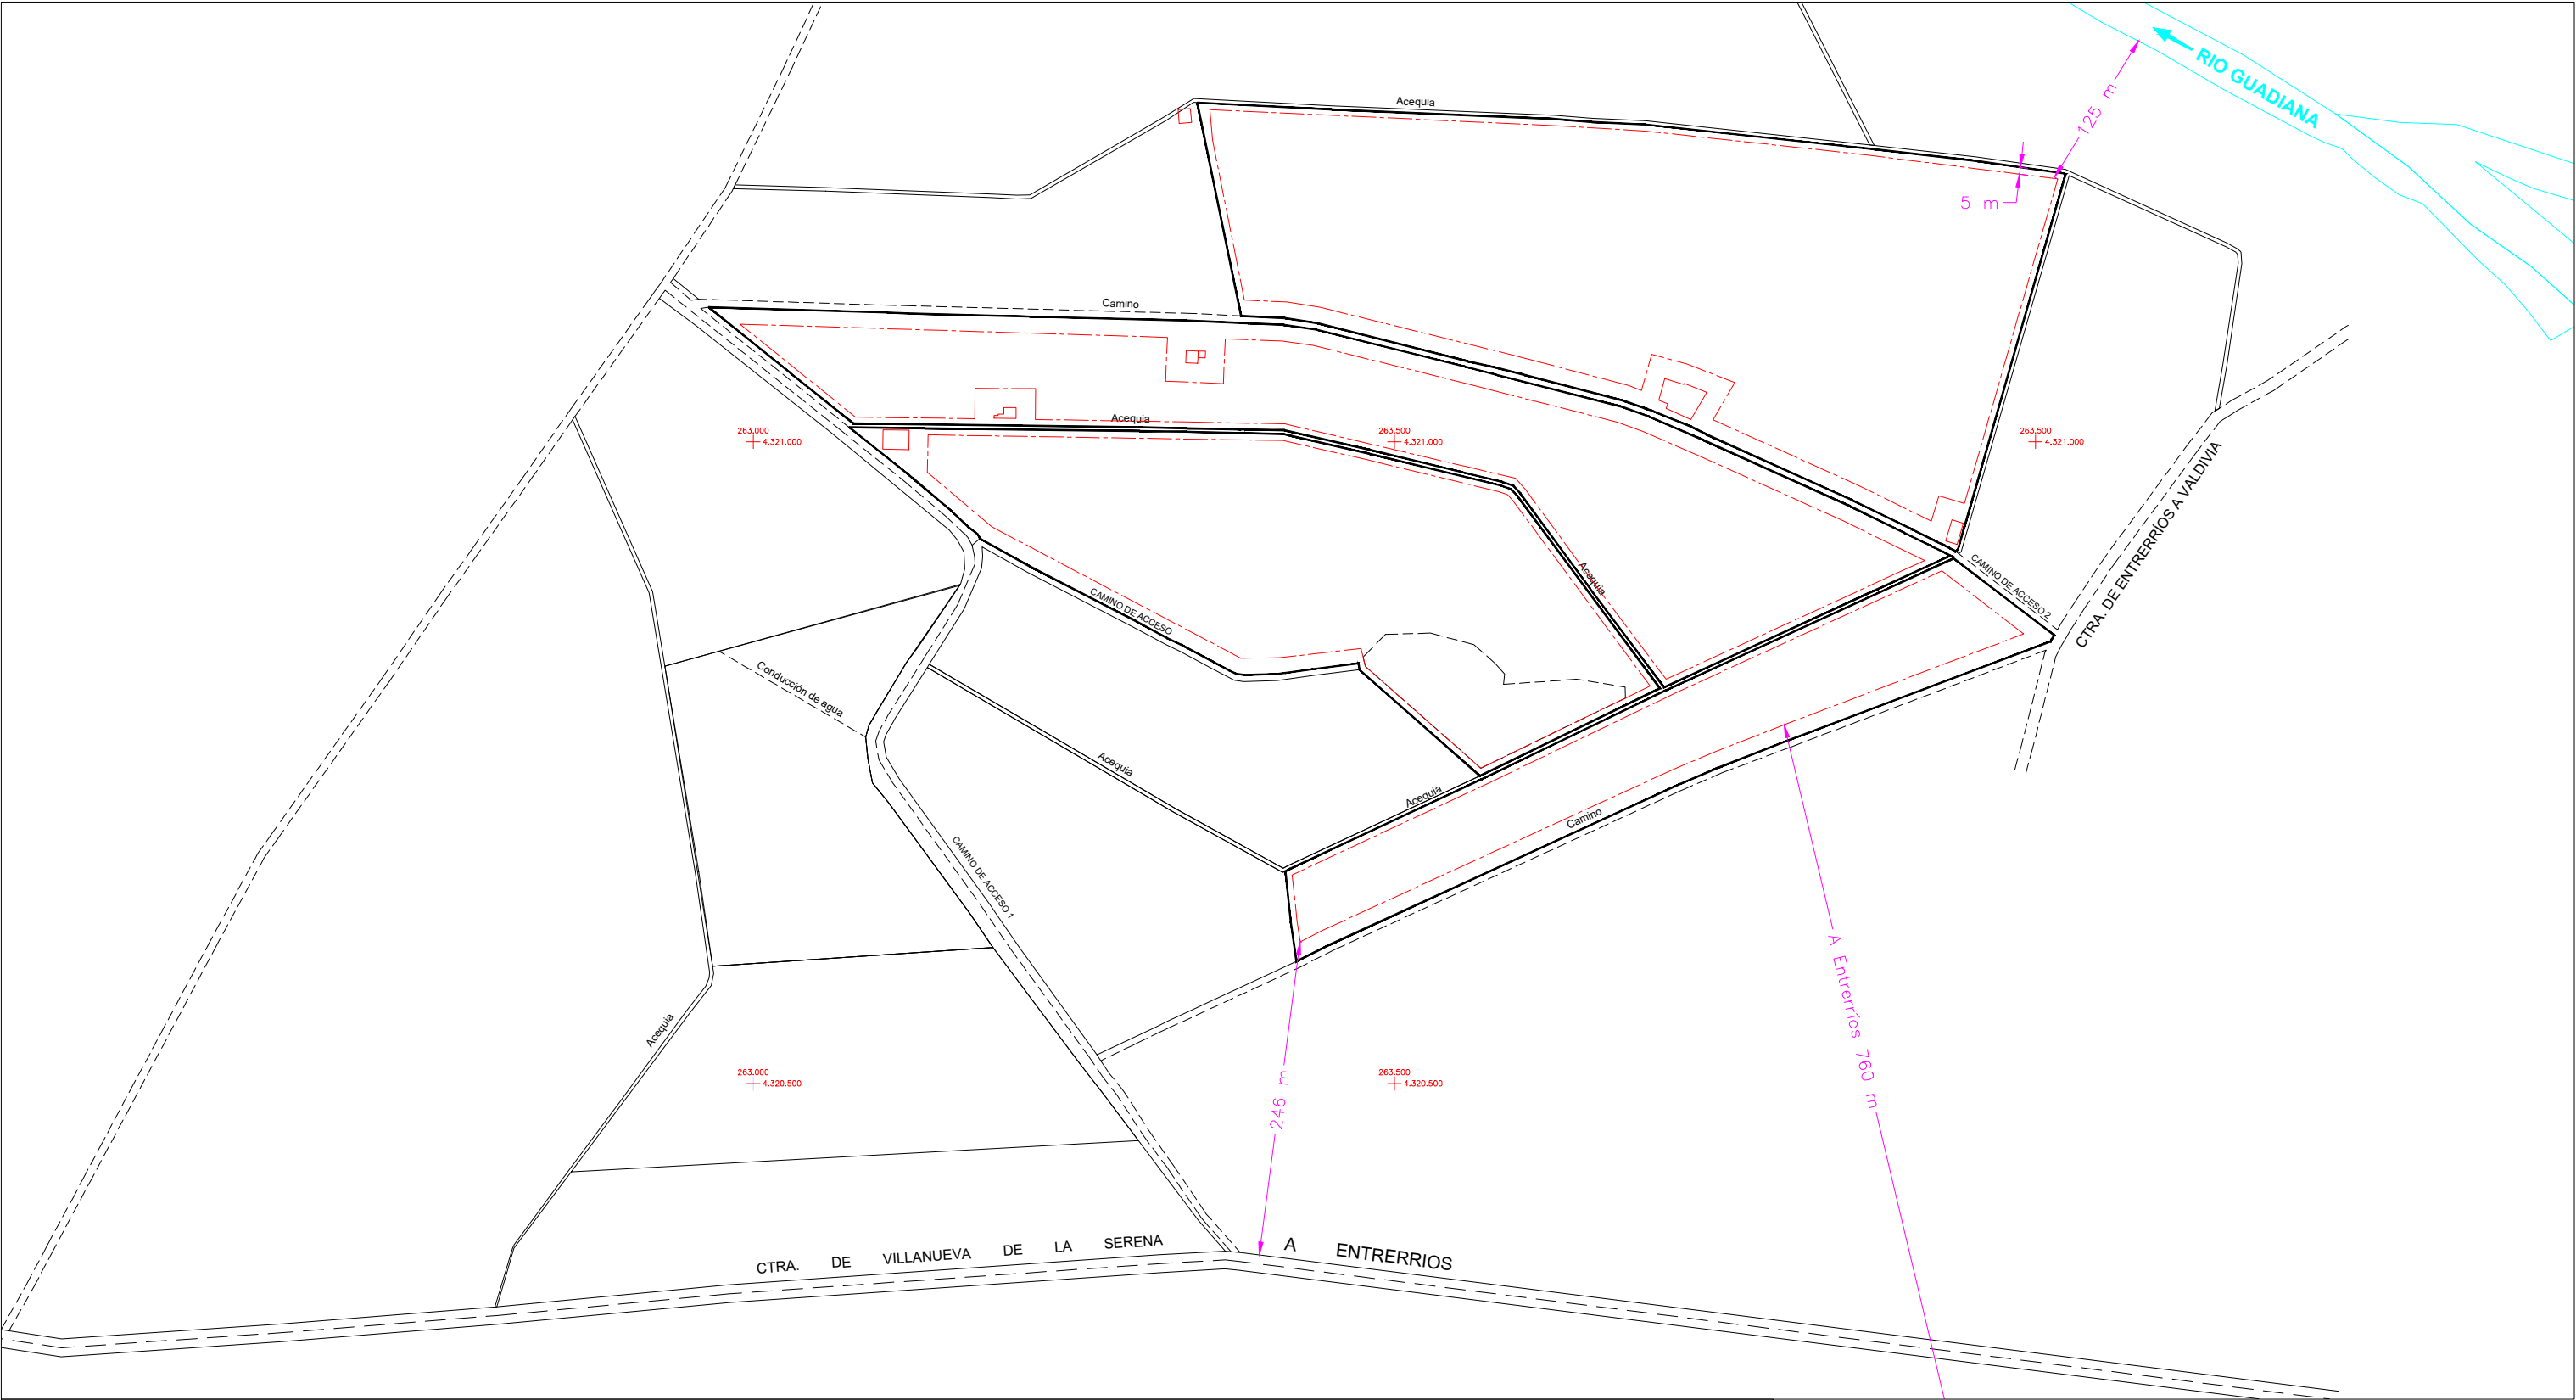 RIO GUADIANA
125 m
Acequia
5 m
Camino
Acequia
263.000
4.321.000
263.500
4.321.000
263.500
4.321.000
CTRA. DE ENTRERRÍOS A VALDIVIA
CAMINO DE ACCESO 2
Acequia
CAMINO DE ACCESO
Conducción de agua
Acequia
Acequia
Camino
CAMINO DE ACCESO 1
A Entrerríos 760 m
Acequia
263.000
4.320.500
263.500
4.320.500
246 m
CTRA. DE VILLANUEVA DE LA SERENA A ENTRERRIOS